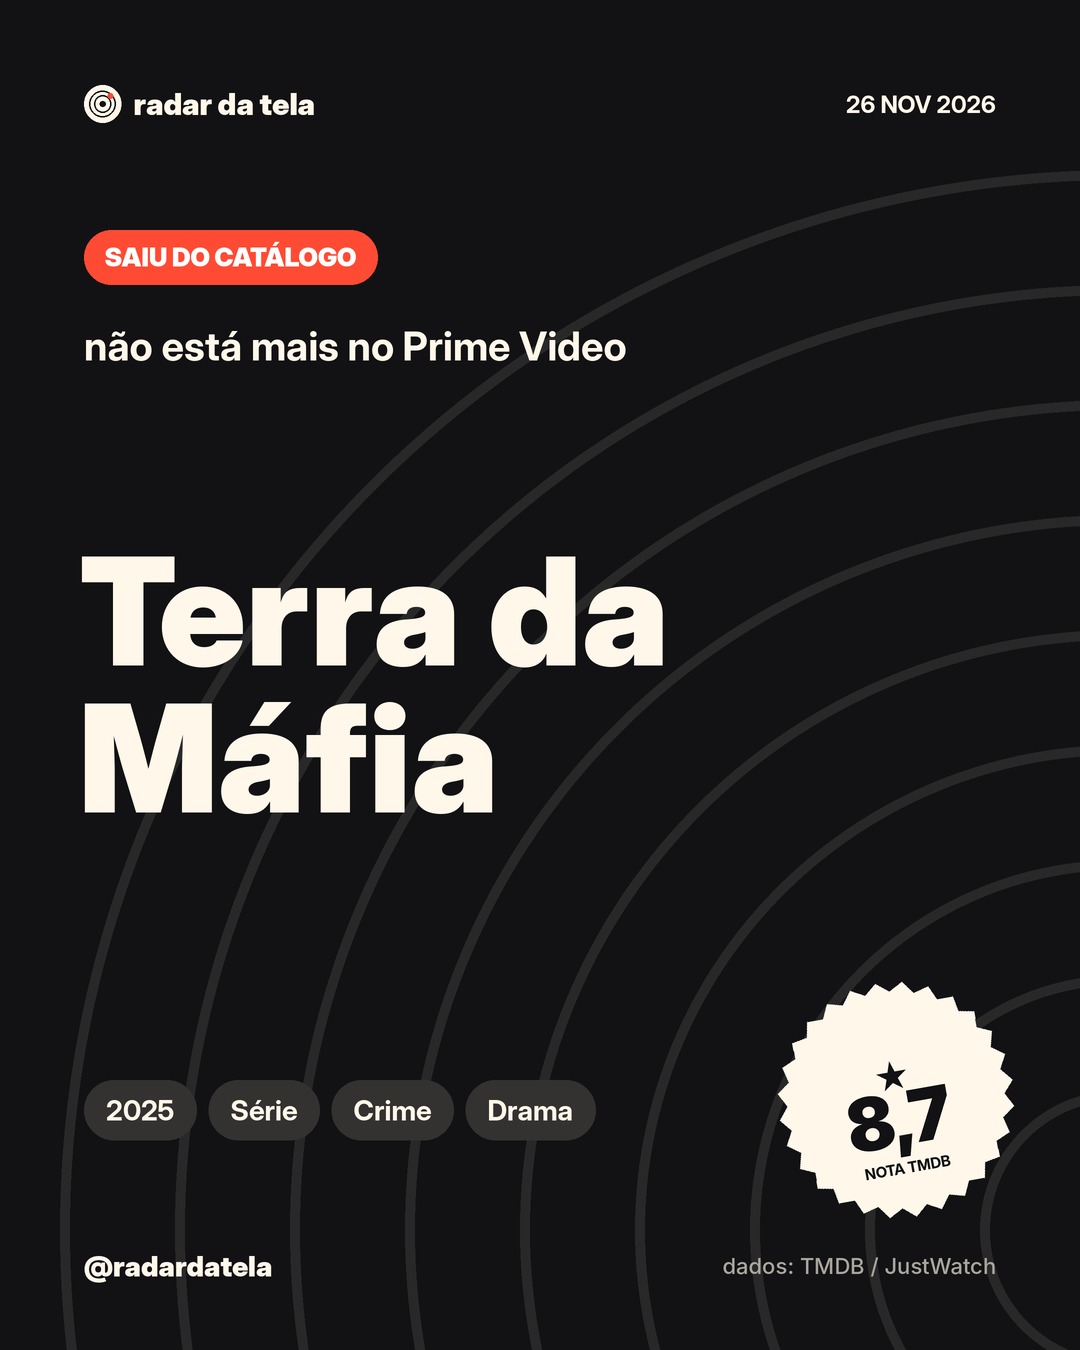 radar da tela
26 NOV 2026
SAIU DO CATÁLOGO
não está mais no Prime Video
Terra da
Máfia
2025
Série
Crime
Drama
★
8,7
NOTA TMDB
@radardatela
dados: TMDB / JustWatch